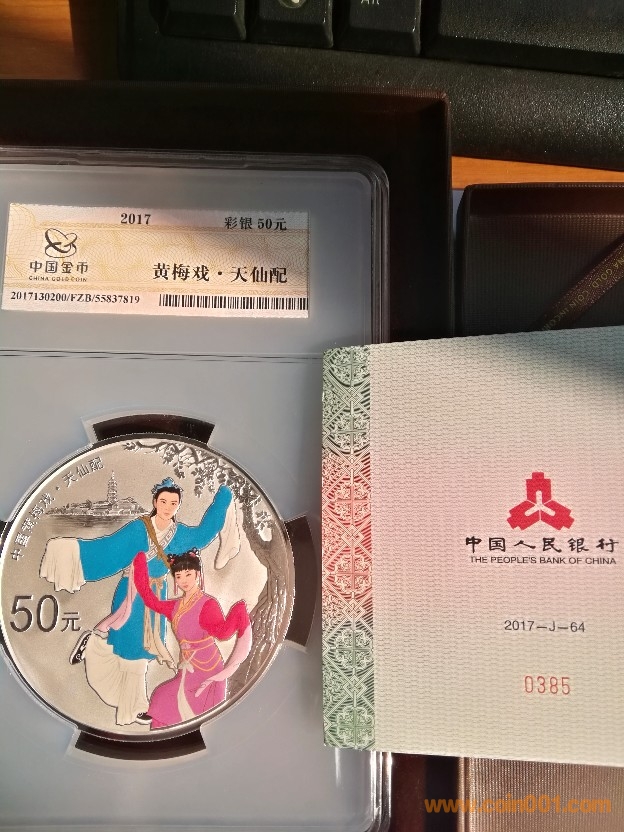 2017 彩银 50元
中国金币
CHINA GOLD COIN
黄梅戏·天仙配
2017130200/FZB/55837819
中国黄梅戏·天仙配
50元
中国人民银行
THE PEOPLE'S BANK OF CHINA
2017-J-64
0385
www.coin001.com